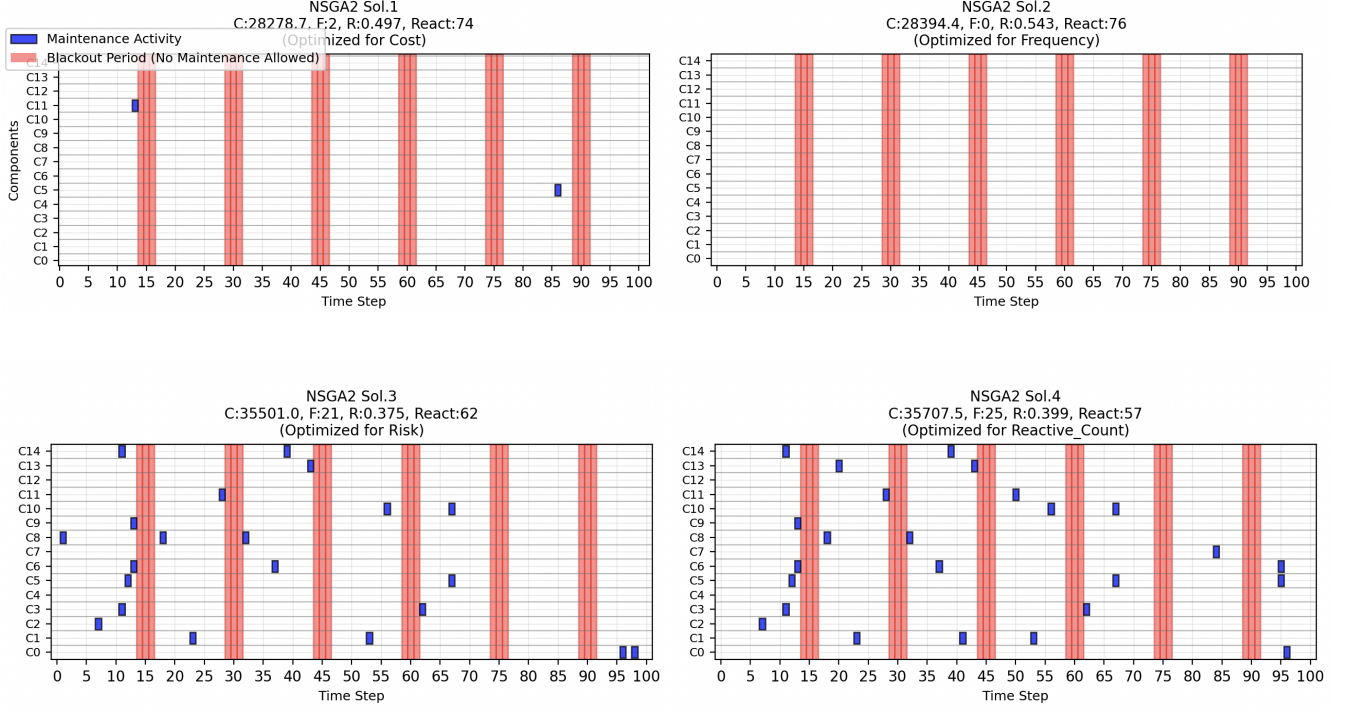 NSGA2 Sol.1
C:28278.7, F:2, R:0.497, React:74
(Optimized for Cost)
Maintenance Activity
Blackout Period (No Maintenance Allowed)
C14
C13
C12
C11
C10
C9
C8
C7
C6
C5
C4
C3
C2
C1
C0
Components
0 5 10 15 20 25 30 35 40 45 50 55 60 65 70 75 80 85 90 95 100
Time Step
NSGA2 Sol.2
C:28394.4, F:0, R:0.543, React:76
(Optimized for Frequency)
C14
C13
C12
C11
C10
C9
C8
C7
C6
C5
C4
C3
C2
C1
C0
0 5 10 15 20 25 30 35 40 45 50 55 60 65 70 75 80 85 90 95 100
Time Step
NSGA2 Sol.3
C:35501.0, F:21, R:0.375, React:62
(Optimized for Risk)
C14
C13
C12
C11
C10
C9
C8
C7
C6
C5
C4
C3
C2
C1
C0
0 5 10 15 20 25 30 35 40 45 50 55 60 65 70 75 80 85 90 95 100
Time Step
NSGA2 Sol.4
C:35707.5, F:25, R:0.399, React:57
(Optimized for Reactive_Count)
C14
C13
C12
C11
C10
C9
C8
C7
C6
C5
C4
C3
C2
C1
C0
0 5 10 15 20 25 30 35 40 45 50 55 60 65 70 75 80 85 90 95 100
Time Step